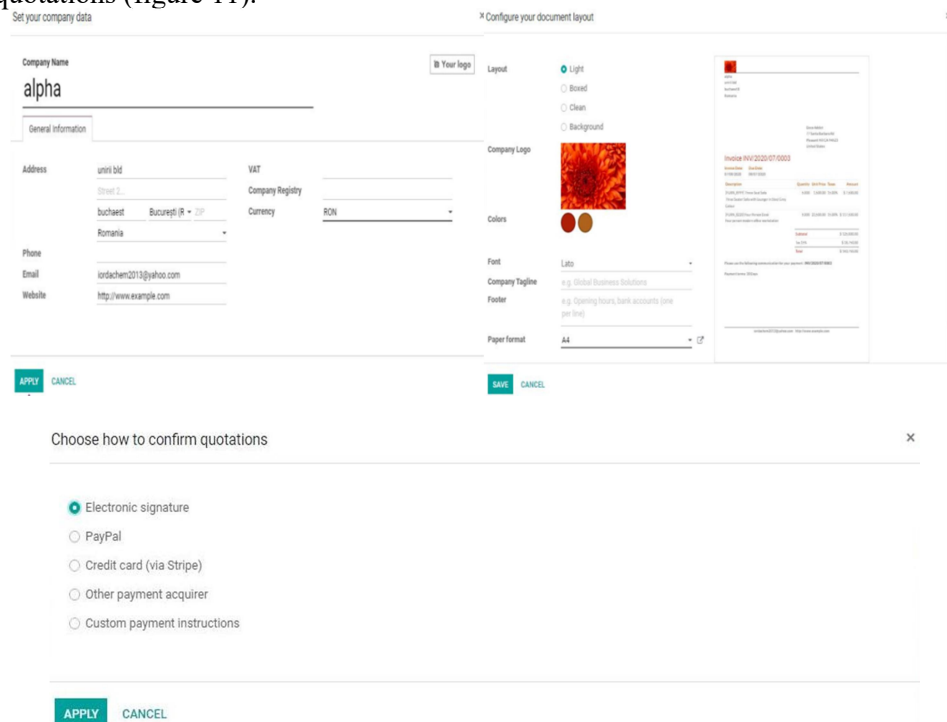 quotations (figure 11).
Set your company data
×
Company Name
Your logo
alpha
General Information
Address
unirii bld
Street 2...
buchaest București (R ZIP
Romania
Phone
Email
iordachem2013@yahoo.com
Website
http://www.example.com
VAT
Company Registry
Currency
RON
APPLY CANCEL
Configure your document layout
Layout
Light
Boxed
Clean
Background
Company Logo
Colors
Font
Lato
Company Tagline
e.g. Global Business Solutions
Footer
e.g. Opening hours, bank accounts (one
per line)
Paper format
A4
Invoice INV/2020/07/0003
SAVE CANCEL
Choose how to confirm quotations
×
Electronic signature
PayPal
Credit card (via Stripe)
Other payment acquirer
Custom payment instructions
APPLY CANCEL